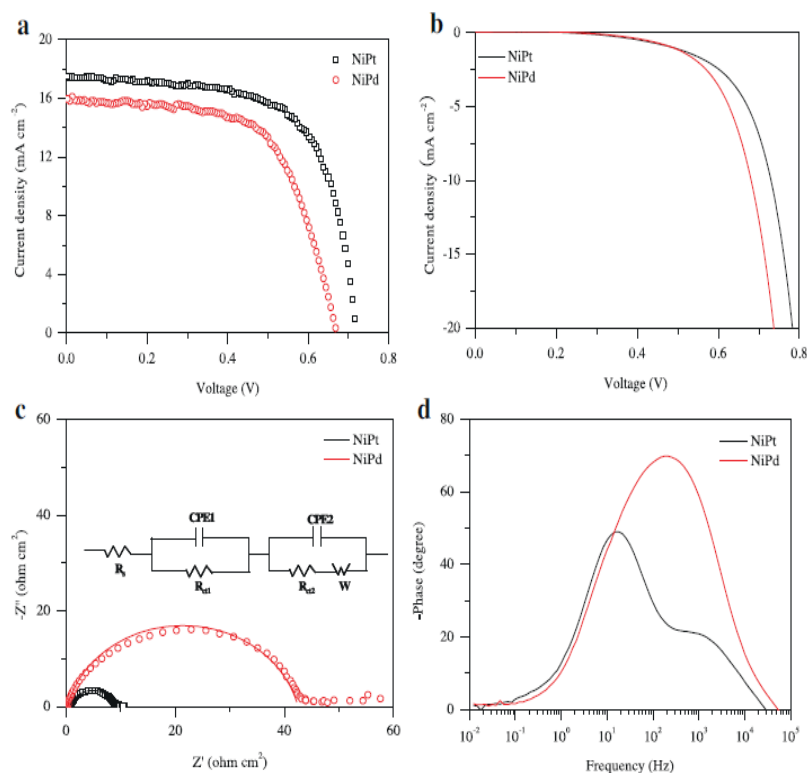 a
20
16
12
8
4
0
Current density (mA cm⁻²)
0.0 0.2 0.4 0.6 0.8
Voltage (V)
NiPt
NiPd
b
0
-5
-10
-15
-20
Current density (mA cm⁻²)
0.0 0.2 0.4 0.6 0.8
Voltage (V)
NiPt
NiPd
c
60
40
20
0
-Z" (ohm cm²)
0 20 40 60
Z' (ohm cm²)
NiPt
NiPd
CPE1 CPE2
Rs Rct1 Rct2 W
d
80
60
40
20
0
-Phase (degree)
10⁻² 10⁻¹ 10⁰ 10¹ 10² 10³ 10⁴ 10⁵
Frequency (Hz)
NiPt
NiPd